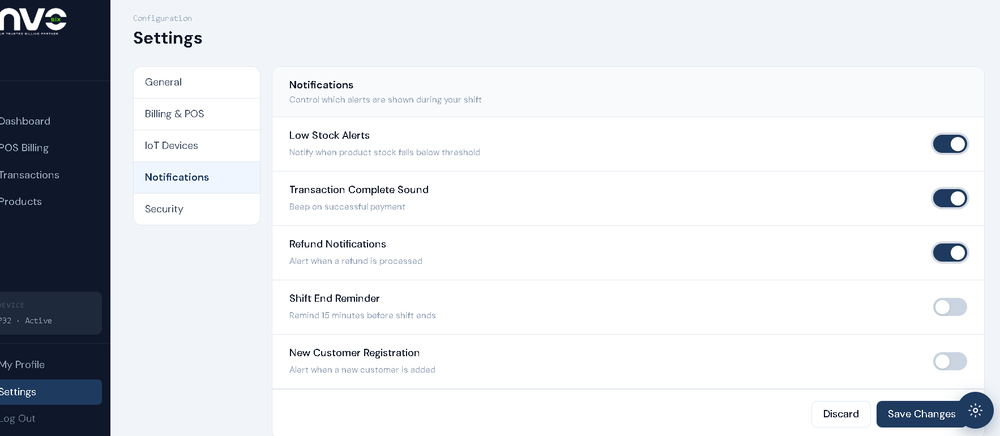 six
TRUSTED BILLING PARTNER
Dashboard
POS Billing
Transactions
Products
P32 · Active
My Profile
Settings
Log Out
Configuration
Settings
General
Billing & POS
IoT Devices
Notifications
Security
Notifications
Control which alerts are shown during your shift
Low Stock Alerts
Notify when product stock falls below threshold
Transaction Complete Sound
Beep on successful payment
Refund Notifications
Alert when a refund is processed
Shift End Reminder
Remind 15 minutes before shift ends
New Customer Registration
Alert when a new customer is added
Discard
Save Changes